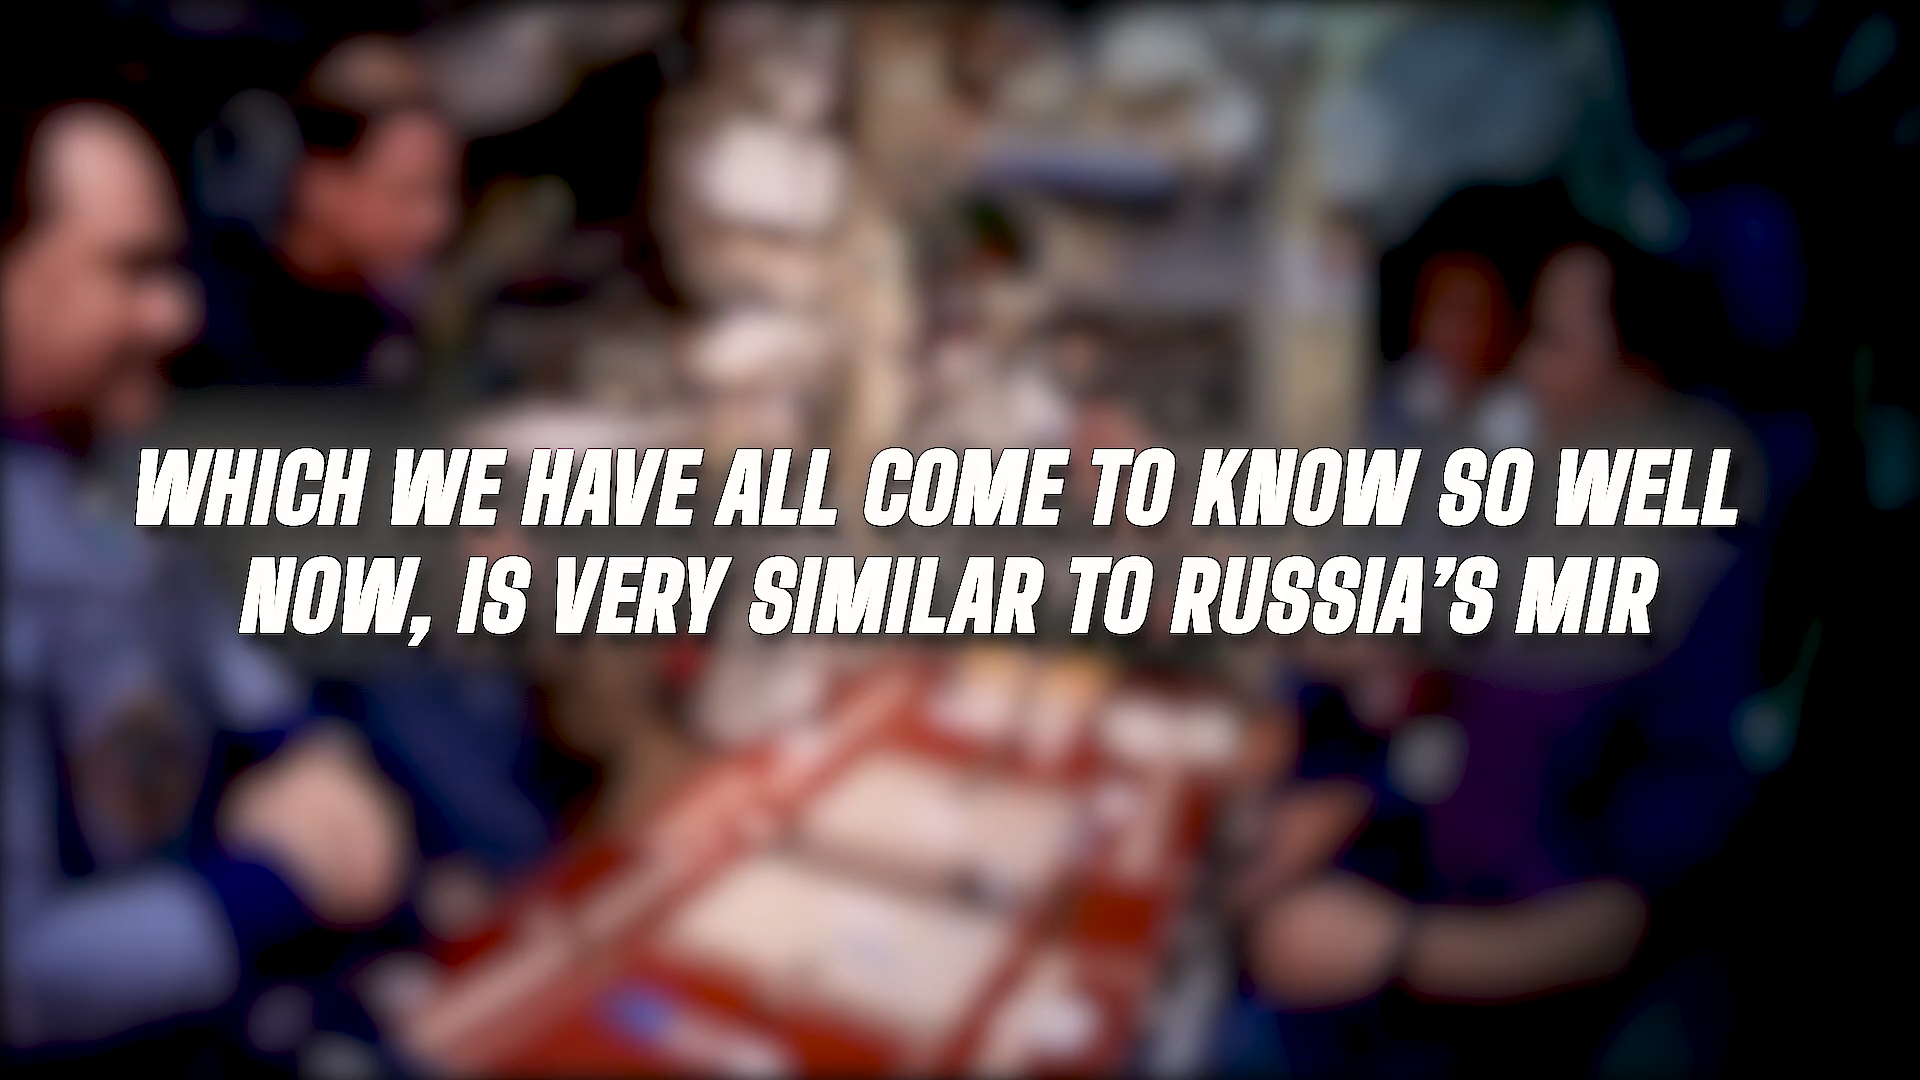 WHICH WE HAVE ALL COME TO KNOW SO WELL
NOW, IS VERY SIMILAR TO RUSSIA’S MIR